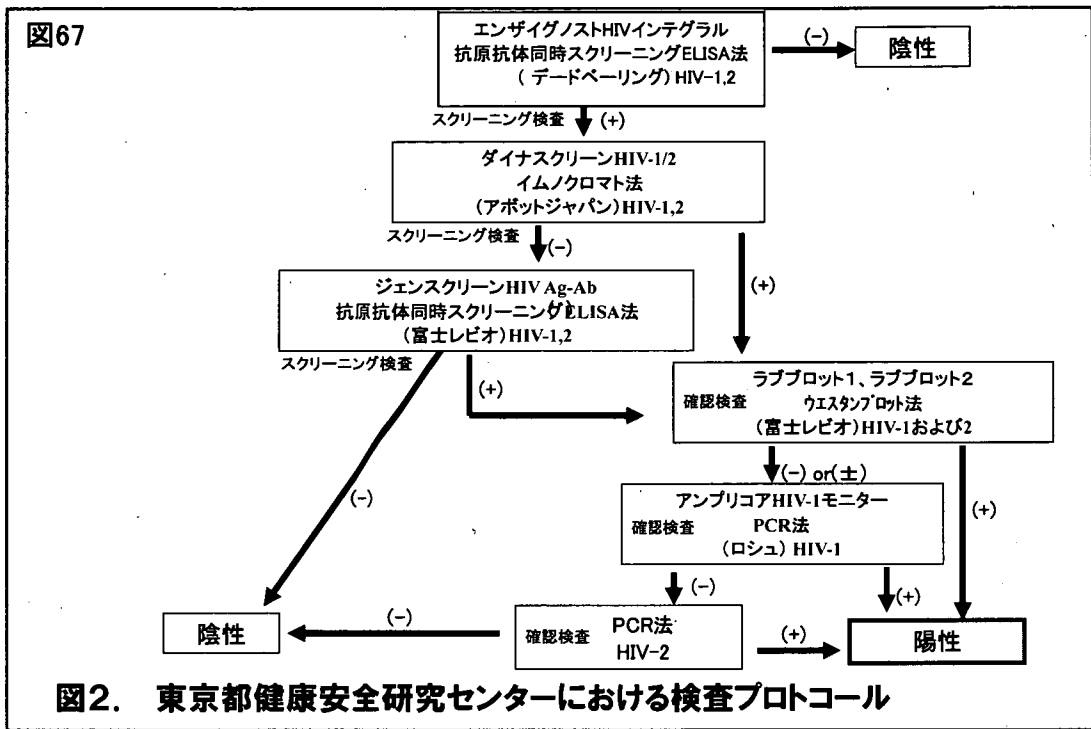 図67
エンザイグノストHIVインテグラル
抗原抗体同時スクリーニングELISA法
(デードベーリング)HIV-1,2
(-)
陰性
スクリーニング検査
(+)
ダイナスクリーンHIV-1/2
イムノクロマト法
(アボットジャパン)HIV-1,2
スクリーニング検査
(-)
(+)
ジェンスクリーンHIV Ag-Ab
抗原抗体同時スクリーニングELISA法
(富士レビオ)HIV-1,2
スクリーニング検査
(+)
(-)
ラブブロット1、ラブブロット2
確認検査 ウエスタンブロット法
(富士レビオ)HIV-1および2
(-) or(±)
(+)
アンプリコアHIV-1モニター
確認検査 PCR法
(ロシュ)HIV-1
(-)
(+)
陰性
(-)
確認検査 PCR法
HIV-2
(+)
陽性
図2. 東京都健康安全研究センターにおける検査プロトコール